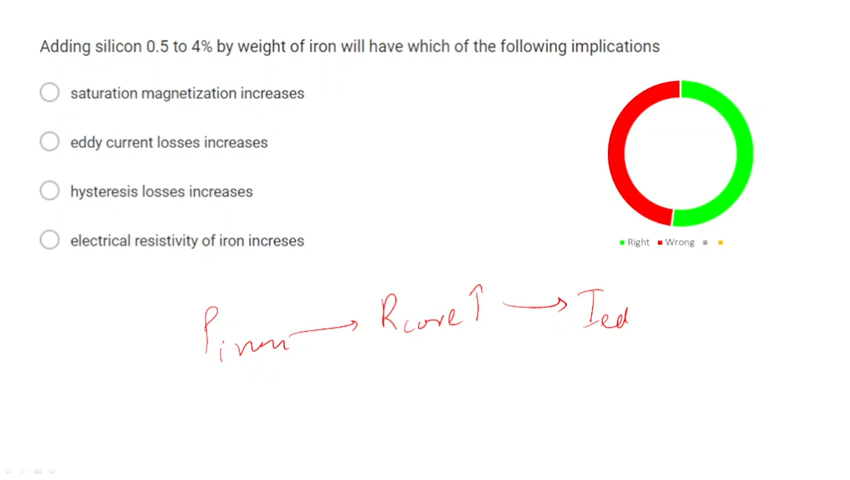 Adding silicon 0.5 to 4% by weight of iron will have which of the following implications
saturation magnetization increases
eddy current losses increases
hysteresis losses increases
electrical resistivity of iron increses
Right Wrong
ρiron → Rcore↑ → Ied